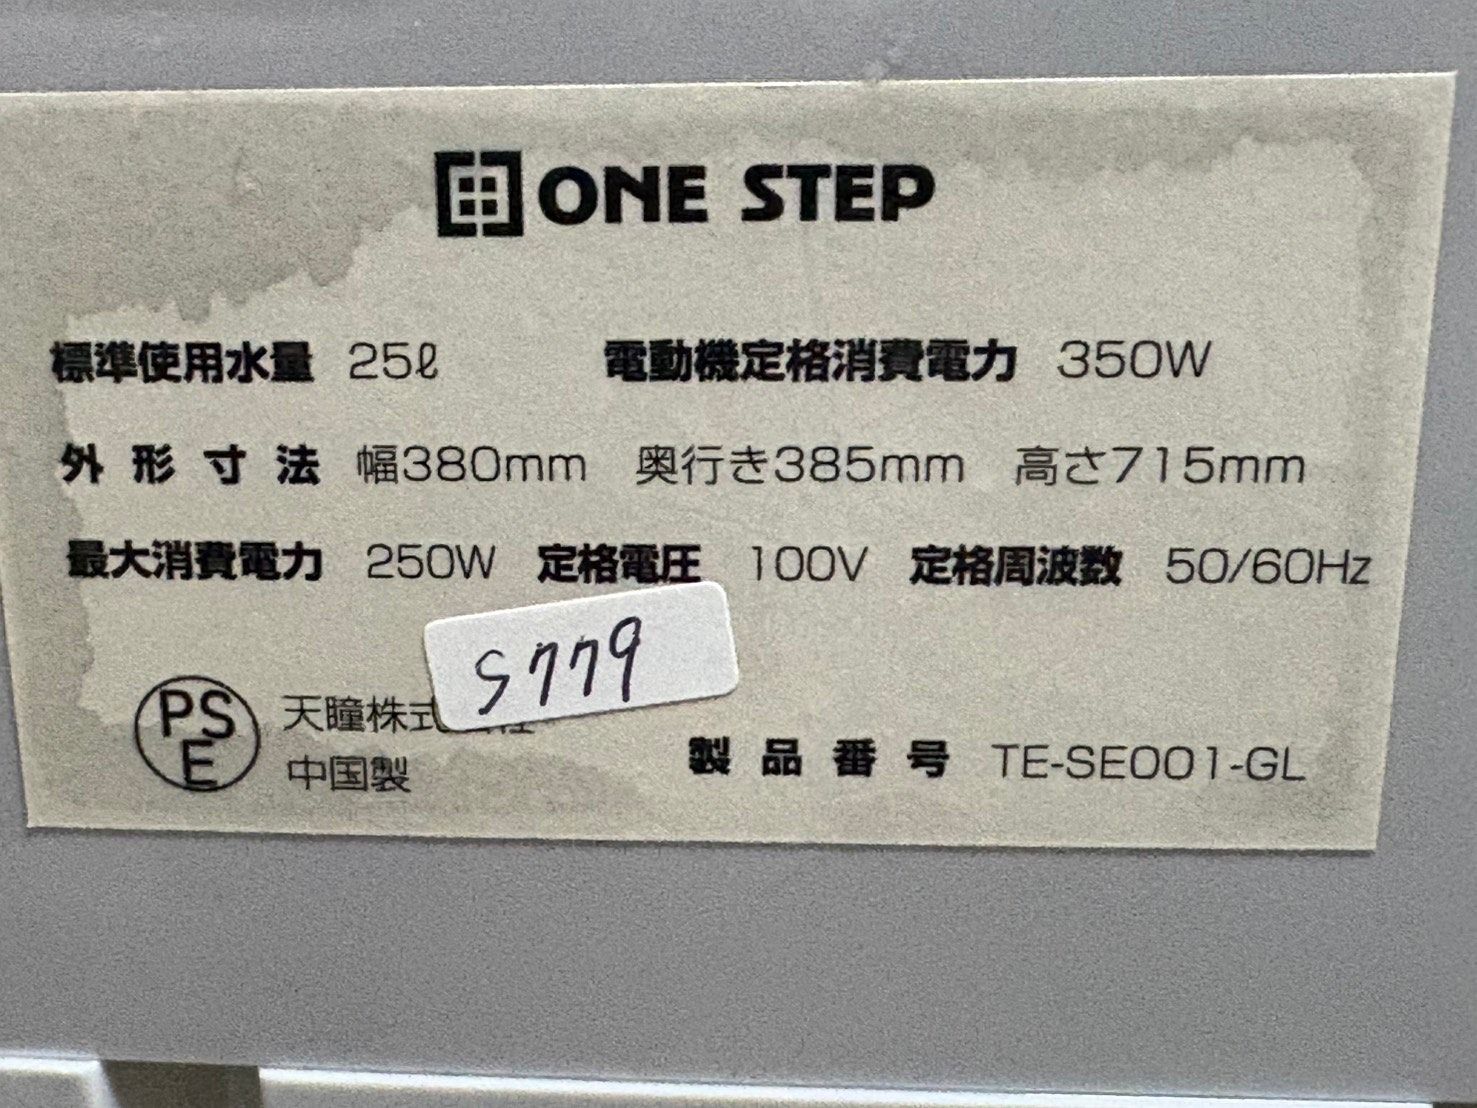 ONE STEP
標準使用水量 25ℓ 電動機定格消費電力 350W
外形寸法 幅380mm 奥行き385mm 高さ715mm
最大消費電力 250W 定格電圧 100V 定格周波数 50/60Hz
S779
PSE 天瞳株式
中国製
製品番号 TE-SE001-GL